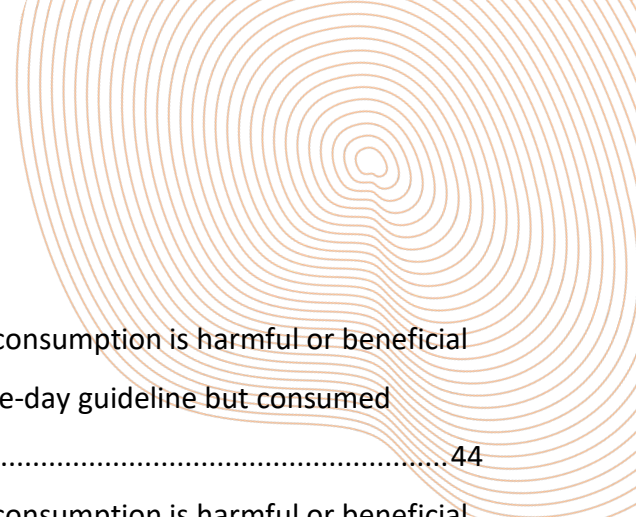 consumption is harmful or beneficial
e-day guideline but consumed
........................................................44
consumption is harmful or beneficial